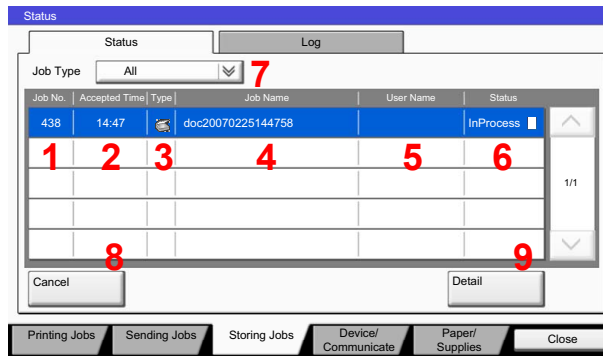 Status
Status Log
Job Type All 7
Job No. Accepted Time Type Job Name User Name Status
438 14:47 doc20070225144758 InProcess
1 2 3 4 5 6
1/1
8 9
Cancel Detail
Printing Jobs Sending Jobs Storing Jobs Device/ Communicate Paper/ Supplies Close